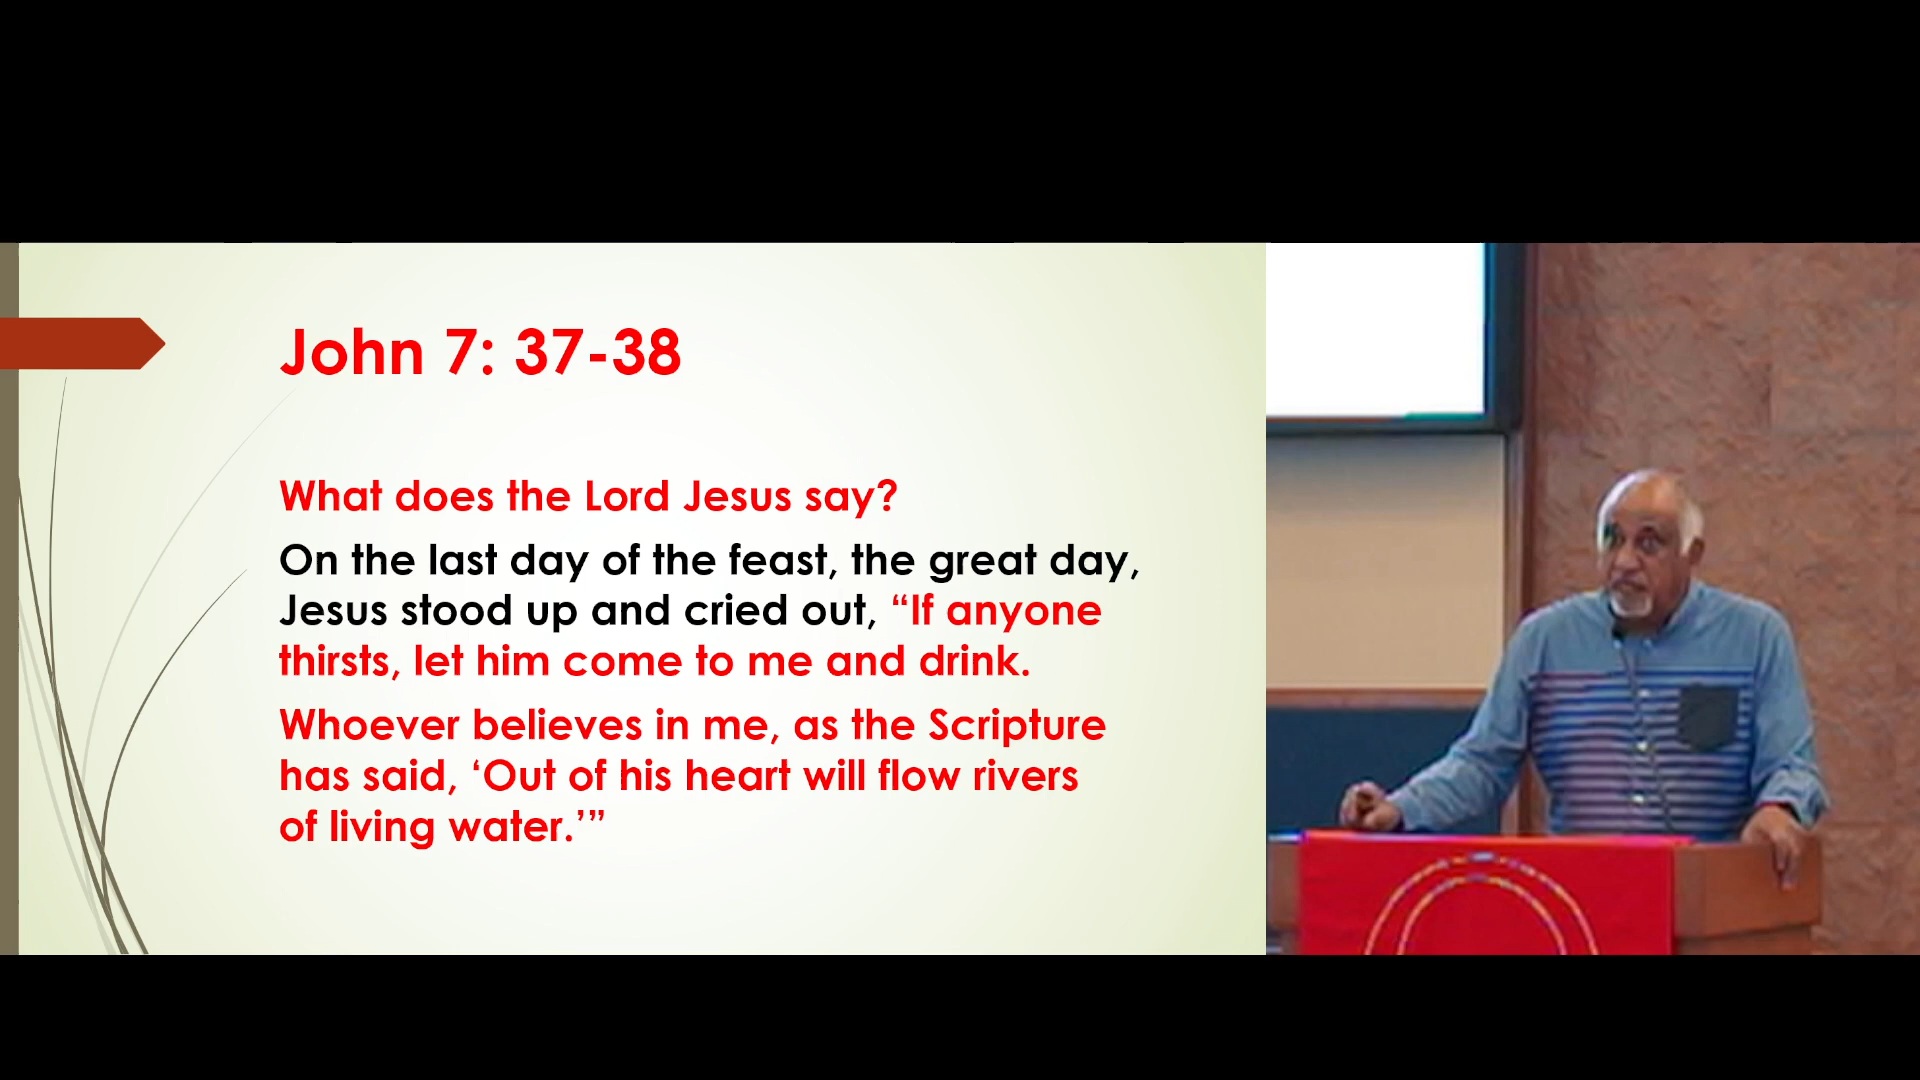 John 7: 37-38
What does the Lord Jesus say?
On the last day of the feast, the great day,
Jesus stood up and cried out, “If anyone
thirsts, let him come to me and drink.
Whoever believes in me, as the Scripture
has said, ‘Out of his heart will flow rivers
of living water.’”